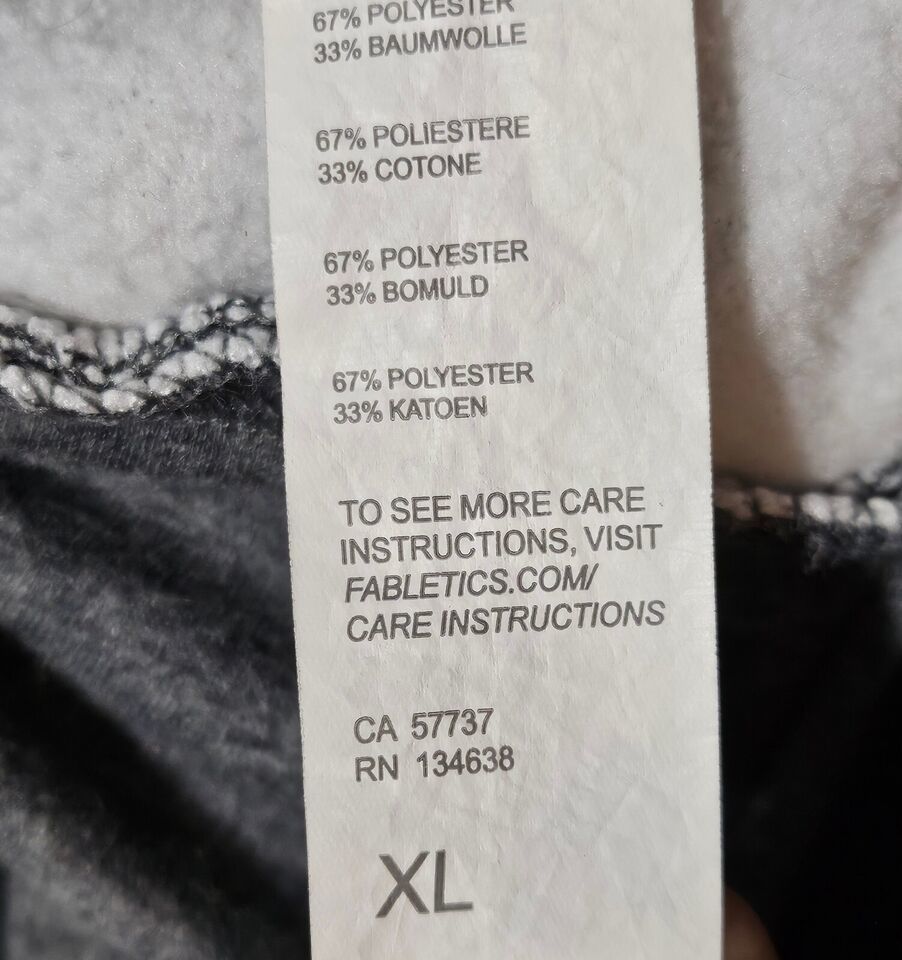 67% POLYESTER
33% BAUMWOLLE
67% POLIESTERE
33% COTONE
67% POLYESTER
33% BOMULD
67% POLYESTER
33% KATOEN
TO SEE MORE CARE
INSTRUCTIONS, VISIT
FABLETICS.COM/
CARE INSTRUCTIONS
CA 57737
RN 134638
XL